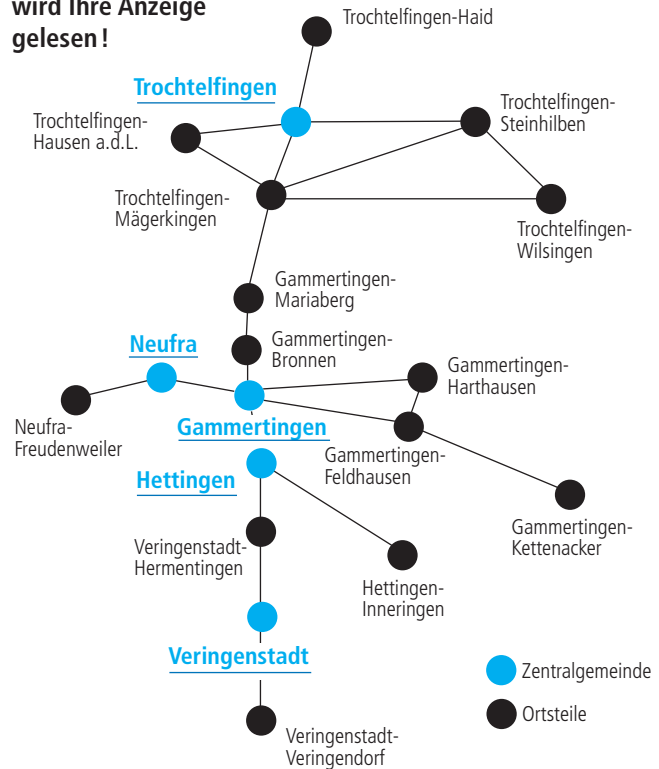 wird Ihre Anzeige
gelesen !
Trochtelfingen-Haid
Trochtelfingen
Trochtelfingen-
Hausen a.d.L.
Trochtelfingen-
Steinhilben
Trochtelfingen-
Mägerkingen
Trochtelfingen-
Wilsingen
Gammertingen-
Mariaberg
Neufra
Gammertingen-
Bronnen
Gammertingen-
Harthausen
Neufra-
Freudenweiler
Gammertingen
Gammertingen-
Feldhausen
Hettingen
Gammertingen-
Kettenacker
Veringenstadt-
Hermentingen
Hettingen-
Inneringen
Veringenstadt
Zentralgemeinde
Ortsteile
Veringenstadt-
Veringendorf